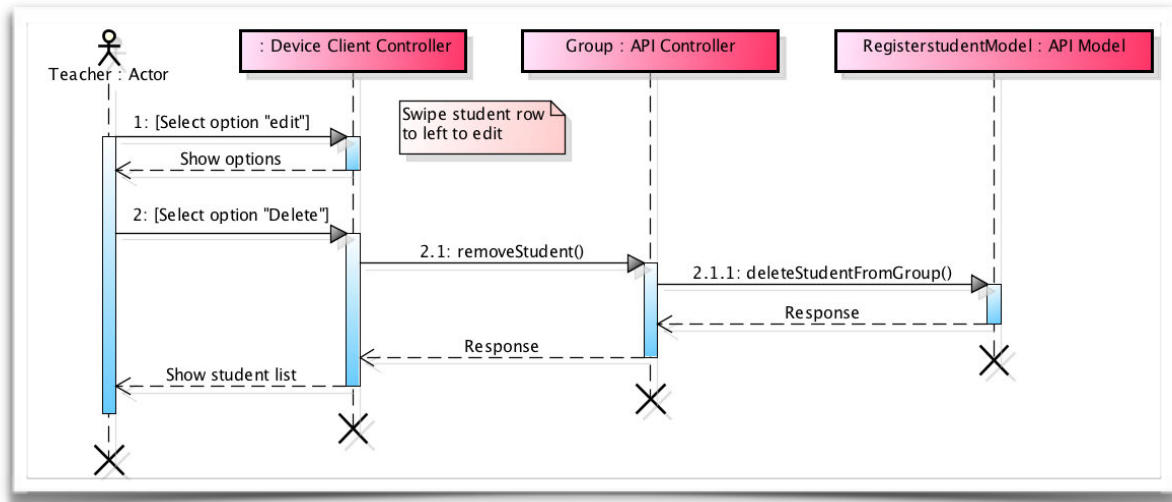 : Device Client Controller
Group : API Controller
RegisterstudentModel : API Model
Teacher : Actor
Swipe student row
to left to edit
1: [Select option "edit"]
Show options
2: [Select option "Delete"]
2.1: removeStudent()
2.1.1: deleteStudentFromGroup()
Response
Response
Show student list